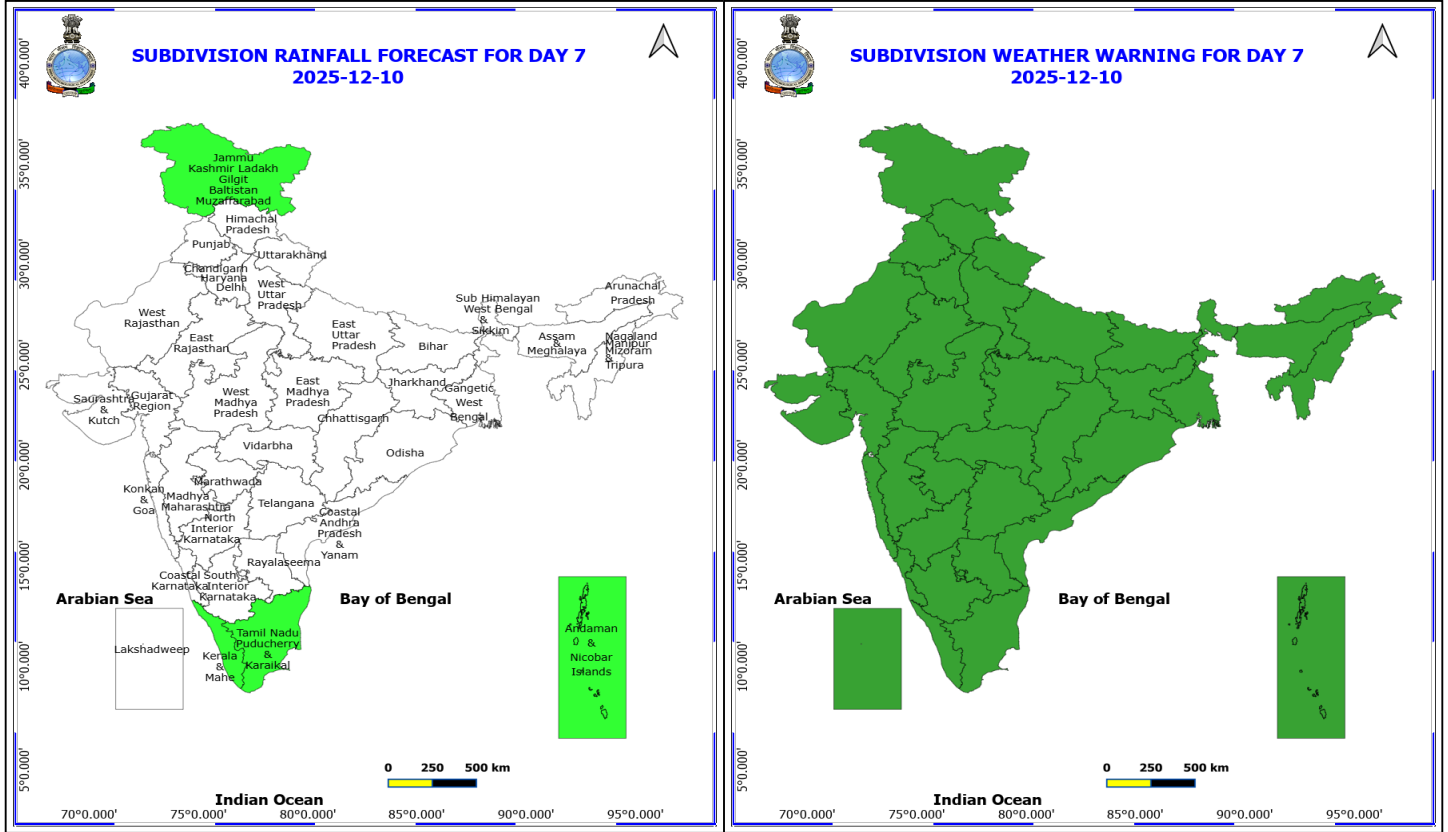 SUBDIVISION RAINFALL FORECAST FOR DAY 7
2025-12-10
40°0.000'
35°0.000'
30°0.000'
25°0.000'
20°0.000'
15°0.000'
10°0.000'
5°0.000'
Jammu
Kashmir Ladakh
Gilgit
Baltistan
Muzaffarabad
Himachal
Pradesh
Punjab
Uttarakhand
Chandigarh
Haryana
Delhi
West
Uttar
Pradesh
West
Rajasthan
East
Rajasthan
East
Uttar
Pradesh
Bihar
Sub Himalayan
West Bengal
&
Sikkim
Arunachal
Pradesh
Assam
&
Meghalaya
Nagaland
Manipur
Mizoram
&
Tripura
Saurashtra
&
Kutch
Gujarat
Region
West
Madhya
Pradesh
East
Madhya
Pradesh
Jharkhand
Gangetic
West
Bengal
Chhattisgarh
Vidarbha
Odisha
Konkan
&
Goa
Madhya
Maharashtra
Marathwada
Telangana
North
Interior
Karnataka
Coastal
Andhra
Pradesh
&
Yanam
Rayalaseema
Coastal
Karnataka
South
Interior
Karnataka
Arabian Sea
Bay of Bengal
Lakshadweep
Kerala
&
Mahe
Tamil Nadu
Puducherry
&
Karaikal
Andaman
&
Nicobar
Islands
0 250 500 km
Indian Ocean
70°0.000' 75°0.000' 80°0.000' 85°0.000' 90°0.000' 95°0.000'
SUBDIVISION WEATHER WARNING FOR DAY 7
2025-12-10
40°0.000'
35°0.000'
30°0.000'
25°0.000'
20°0.000'
15°0.000'
10°0.000'
5°0.000'
Arabian Sea
Bay of Bengal
0 250 500 km
Indian Ocean
70°0.000' 75°0.000' 80°0.000' 85°0.000' 90°0.000' 95°0.000'